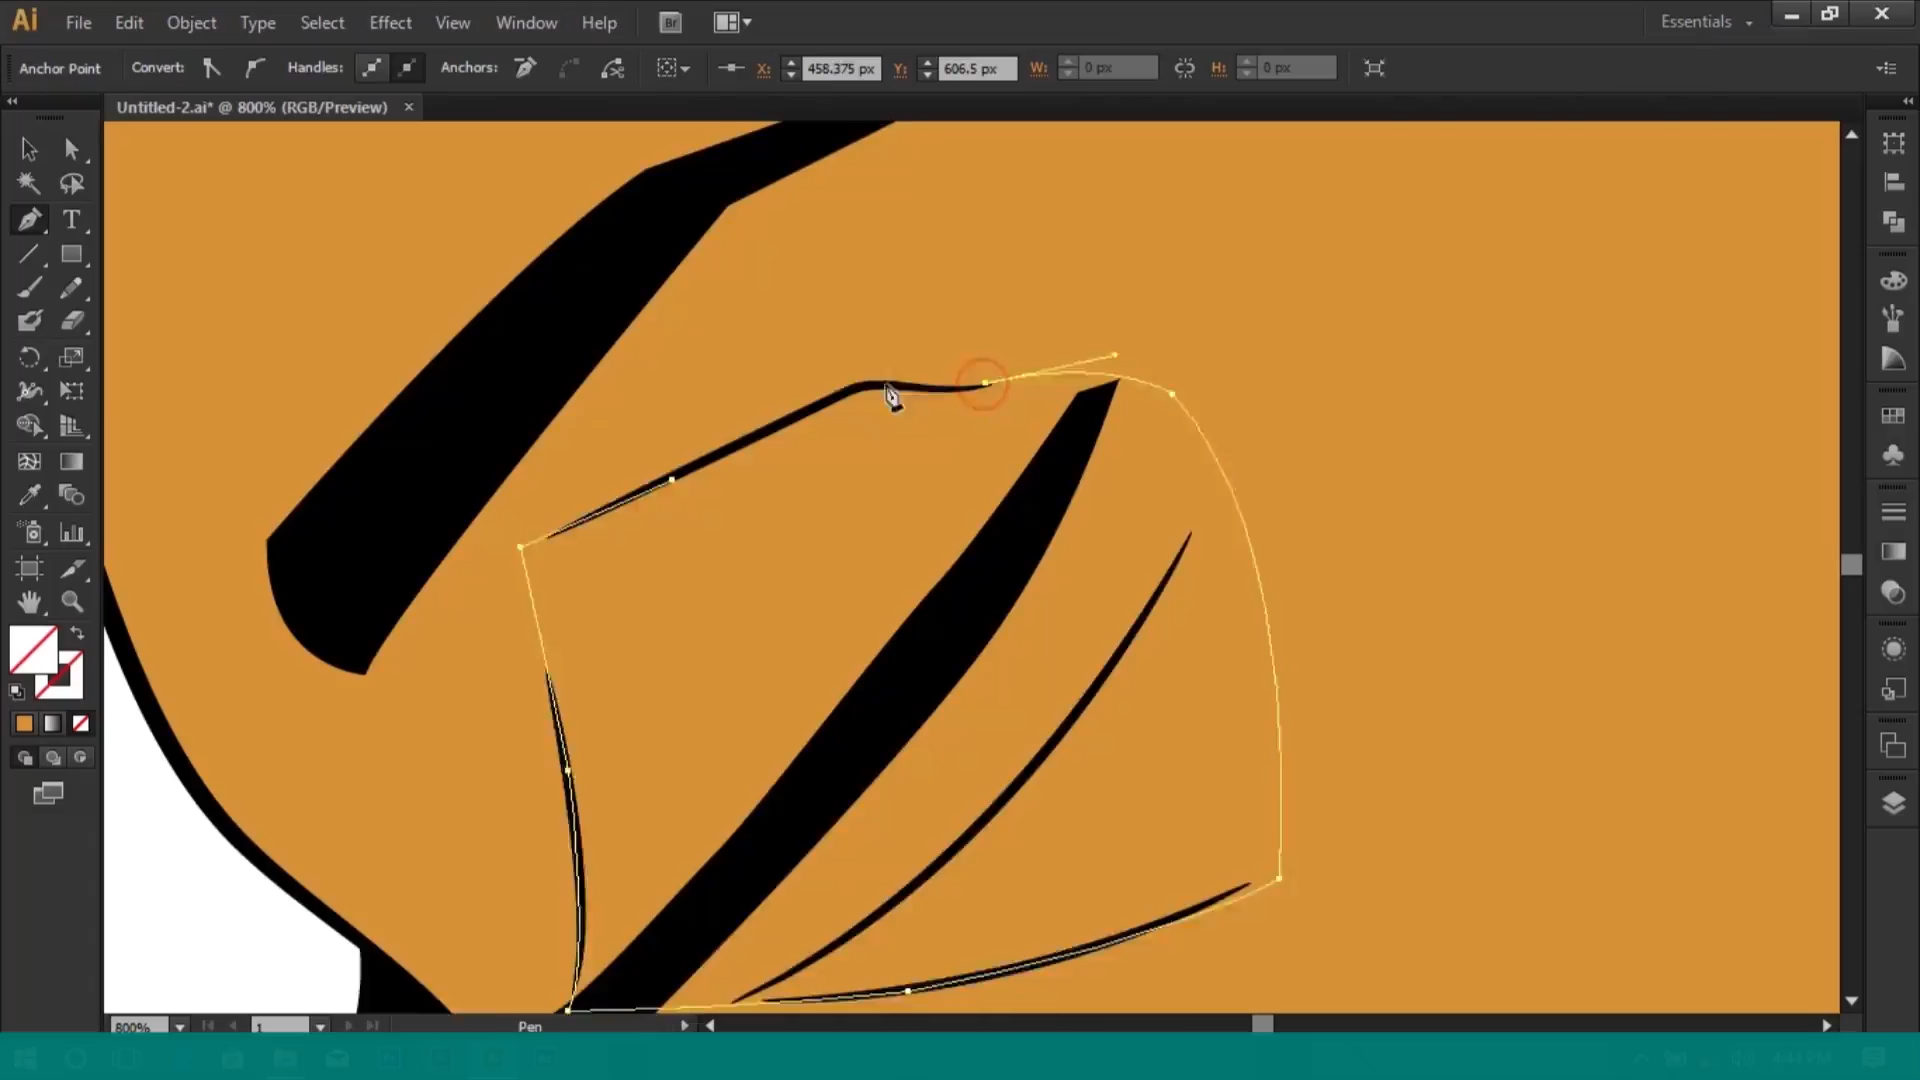 Ai File Edit Object Type Select Effect View Window Help Br Essentials
Anchor Point Convert: Handles: Anchors: X: 458.375 px Y: 606.5 px W: 0 px H: 0 px
Untitled-2.ai* @ 800% (RGB/Preview) ×
T
800% 1 Pen